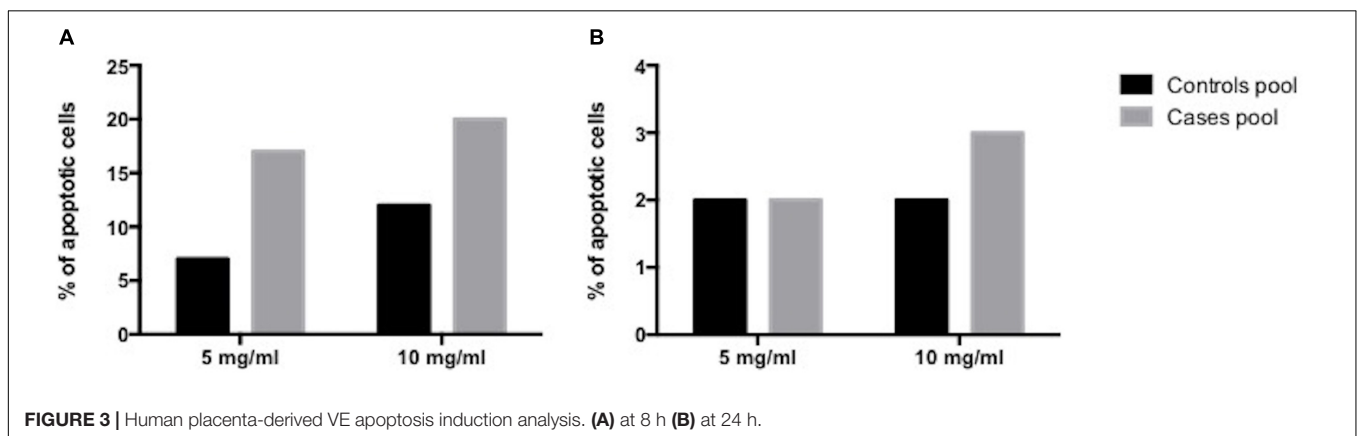 A
% of apoptotic cells
25
20
15
10
5
0
5 mg/ml
10 mg/ml
B
% of apoptotic cells
4
3
2
1
0
5 mg/ml
10 mg/ml
Controls pool
Cases pool
FIGURE 3 | Human placenta-derived VE apoptosis induction analysis. (A) at 8 h (B) at 24 h.